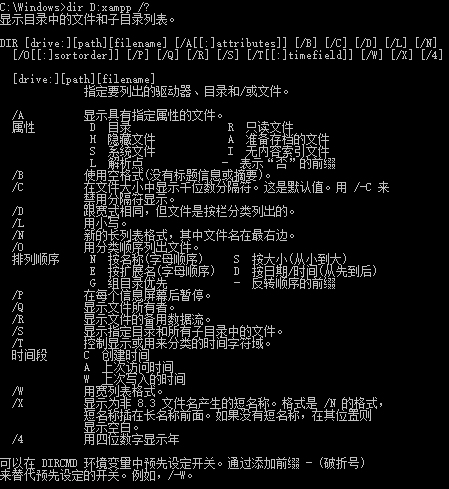 C:\Windows>dir D:xampp /?
显示目录中的文件和子目录列表。
DIR [drive:][path][filename] [/A[[:]attributes]] [/B] [/C] [/D] [/L] [/N]
[/O[[:]sortorder]] [/P] [/Q] [/R] [/S] [/T[[:]timefield]] [/W] [/X] [/4]
[drive:][path][filename]
指定要列出的驱动器、目录和/或文件。
/A 显示具有指定属性的文件。
属性 D 目录 R 只读文件
H 隐藏文件 A 准备存档的文件
S 系统文件 I 无内容索引文件
L 解析点 - 表示“否”的前缀
/B 使用空格式(没有标题信息或摘要)。
/C 在文件大小中显示千位数分隔符。这是默认值。用 /-C 来
禁用分隔符显示。
/D 跟宽式相同，但文件是按栏分类列出的。
/L 用小写。
/N 新的长列表格式，其中文件名在最右边。
/O 用分类顺序列出文件。
排列顺序 N 按名称(字母顺序) S 按大小(从小到大)
E 按扩展名(字母顺序) D 按日期/时间(从先到后)
G 组目录优先 - 反转顺序的前缀
/P 在每个信息屏幕后暂停。
/Q 显示文件所有者。
/R 显示文件的备用数据流。
/S 显示指定目录和所有子目录中的文件。
/T 控制显示或用来分类的时间字符域。
时间段 C 创建时间
A 上次访问时间
W 上次写入的时间
/W 用宽列表格式。
/X 显示为非 8.3 文件名产生的短名称。格式是 /N 的格式，
短名称插在长名称前面。如果没有短名称，在其位置则
显示空白。
/4 用四位数字显示年
可以在 DIRCMD 环境变量中预先设定开关。通过添加前缀 - (破折号)
来替代预先设定的开关。例如，/-W。